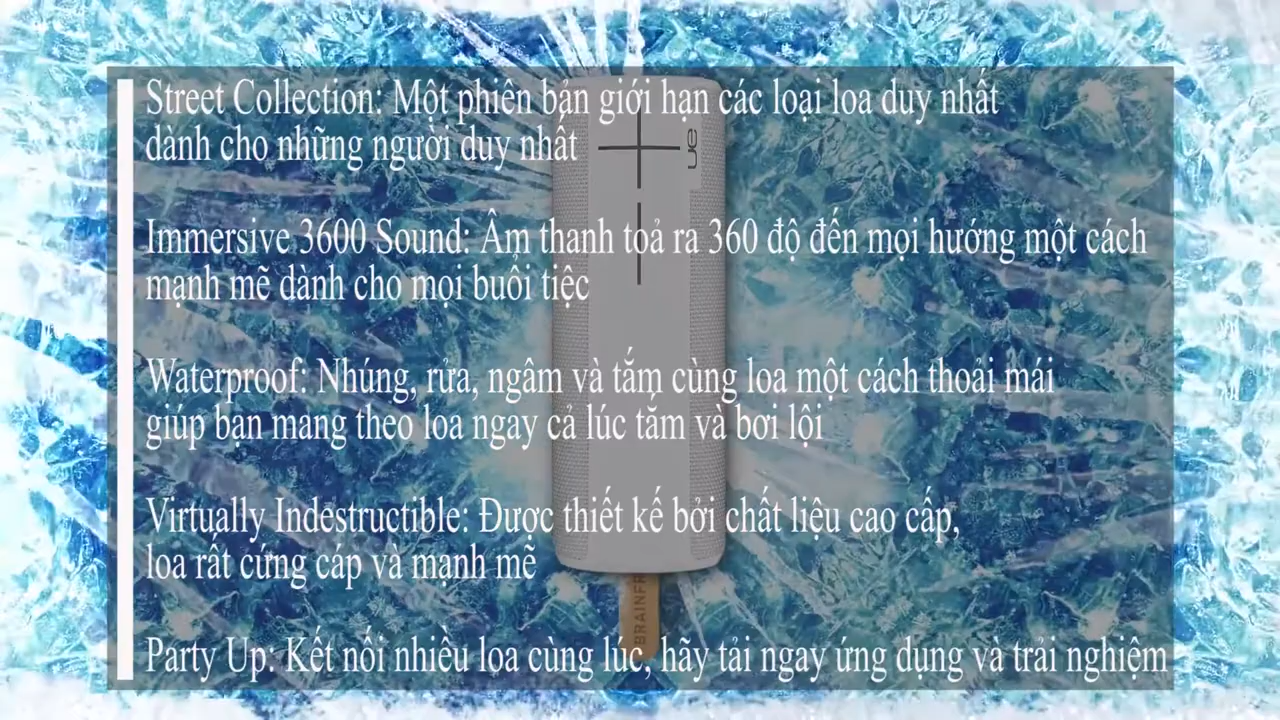 Street Collection: Một phiên bản giới hạn các loại loa duy nhất
dành cho những người duy nhất
UE
Immersive 3600 Sound: Âm thanh toả ra 360 độ đến mọi hướng một cách
mạnh mẽ dành cho mọi buổi tiệc
Waterproof: Nhúng, rửa, ngâm và tắm cùng loa một cách thoải mái
giúp bạn mang theo loa ngay cả lúc tắm và bơi lội
Virtually Indestructible: Được thiết kế bởi chất liệu cao cấp,
loa rất cứng cáp và mạnh mẽ
BRAINFR
Party Up: Kết nối nhiều loa cùng lúc, hãy tải ngay ứng dụng và trải nghiệm